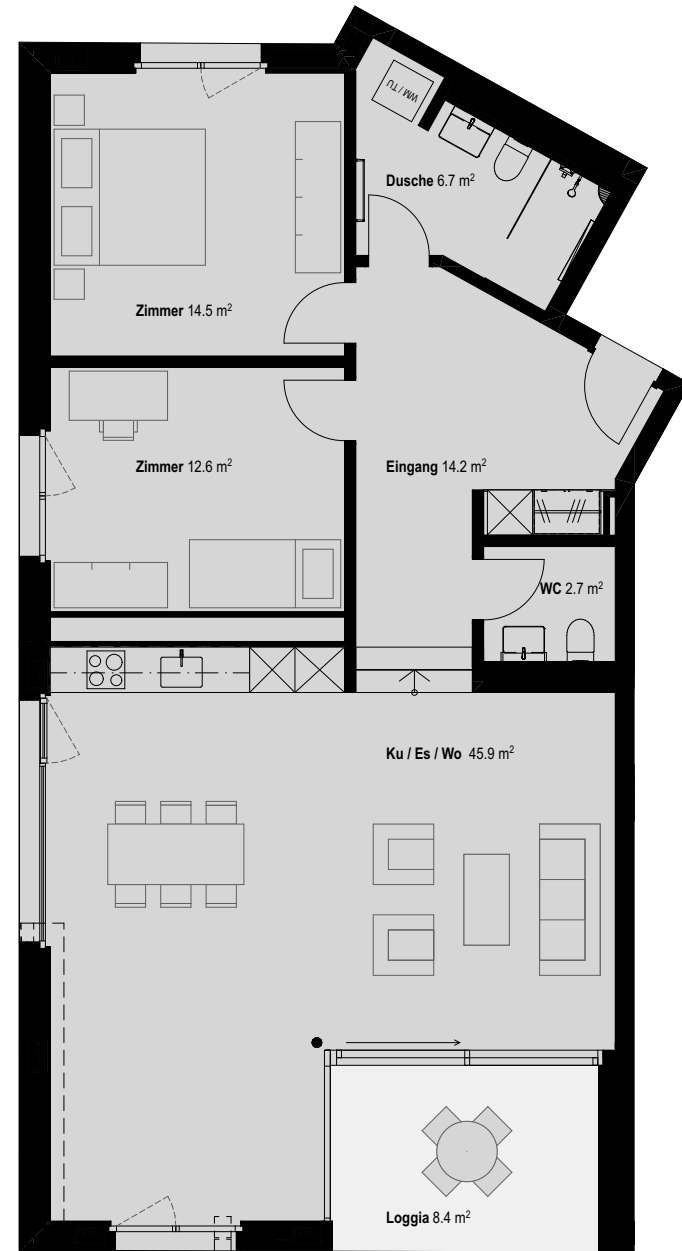 WM / TU
Dusche 6.7 m²
Zimmer 14.5 m²
Zimmer 12.6 m²
Eingang 14.2 m²
WC 2.7 m²
Ku / Es / Wo 45.9 m²
Loggia 8.4 m²